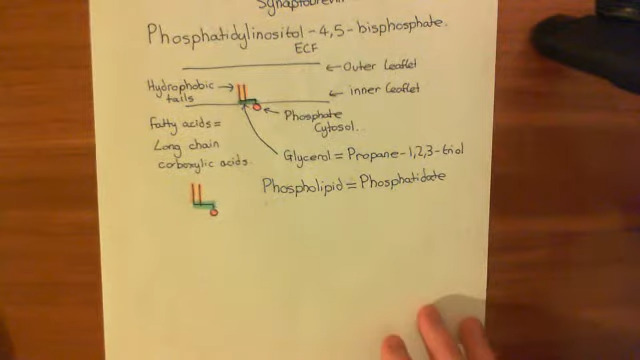 Synaptobrevin
Phosphatidylinositol-4,5-bisphosphate.
ECF
Outer Leaflet
Hydrophobic
tails
inner Leaflet
Phosphate
Cytosol.
Fatty acids =
Long chain
carboxylic acids.
Glycerol = Propane-1,2,3-triol
Phospholipid = Phosphatidate